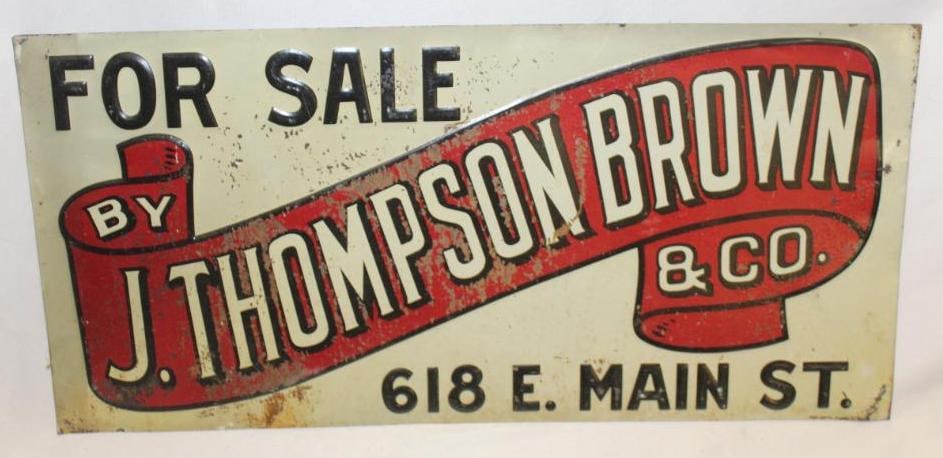 FOR SALE
BY
J. THOMPSON BROWN
& CO.
618 E. MAIN ST.